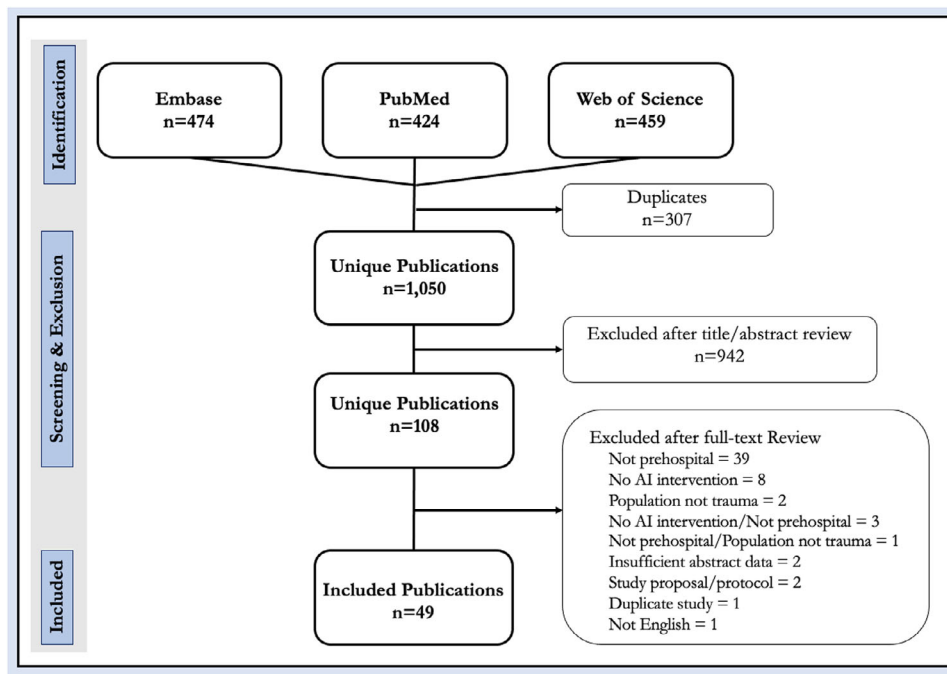 Identification
Embase
n=474
PubMed
n=424
Web of Science
n=459
Duplicates
n=307
Screening & Exclusion
Unique Publications
n=1,050
Excluded after title/abstract review
n=942
Unique Publications
n=108
Excluded after full-text Review
Not prehospital = 39
No AI intervention = 8
Population not trauma = 2
No AI intervention/Not prehospital = 3
Not prehospital/Population not trauma = 1
Insufficient abstract data = 2
Study proposal/protocol = 2
Duplicate study = 1
Not English = 1
Included
Included Publications
n=49